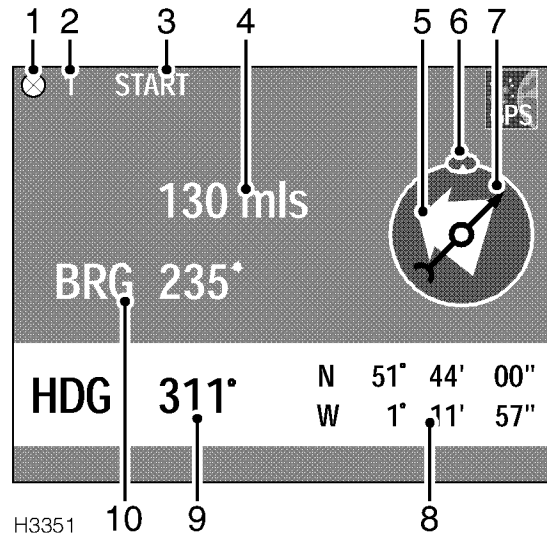 1 2 3 4 5 6 7
1 START
GPS
130 mls
BRG 235°
HDG 311°
N 51° 44' 00"
W 1° 11' 57"
H3351
10 9 8